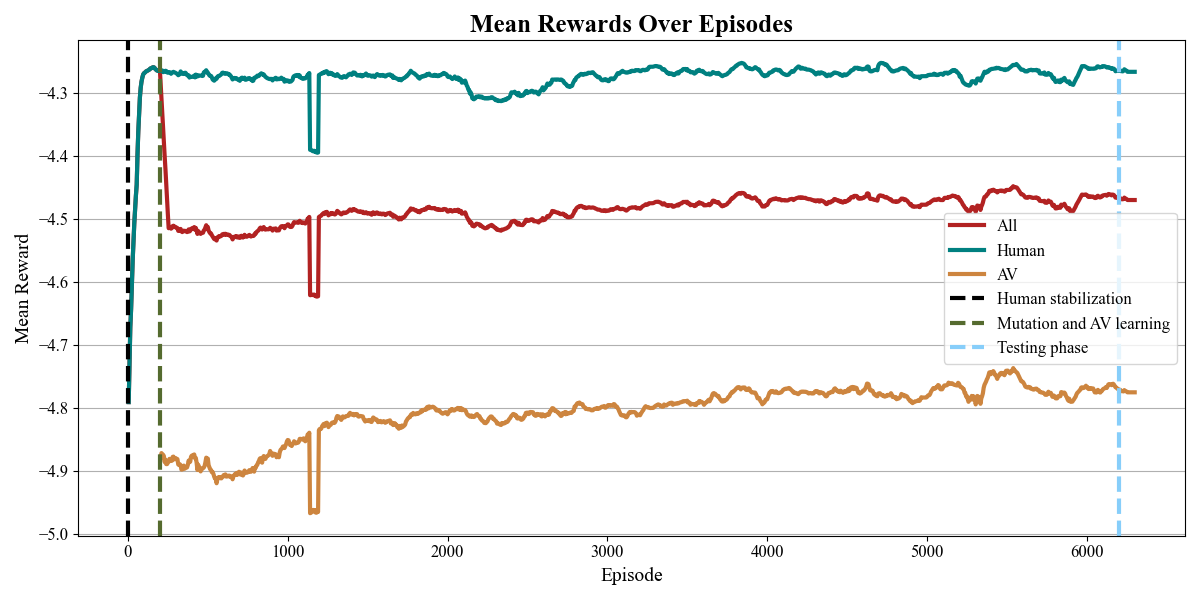 Mean Rewards Over Episodes
Mean Reward
−4.3
−4.4
−4.5
−4.6
−4.7
−4.8
−4.9
−5.0
All
Human
AV
Human stabilization
Mutation and AV learning
Testing phase
0 1000 2000 3000 4000 5000 6000
Episode